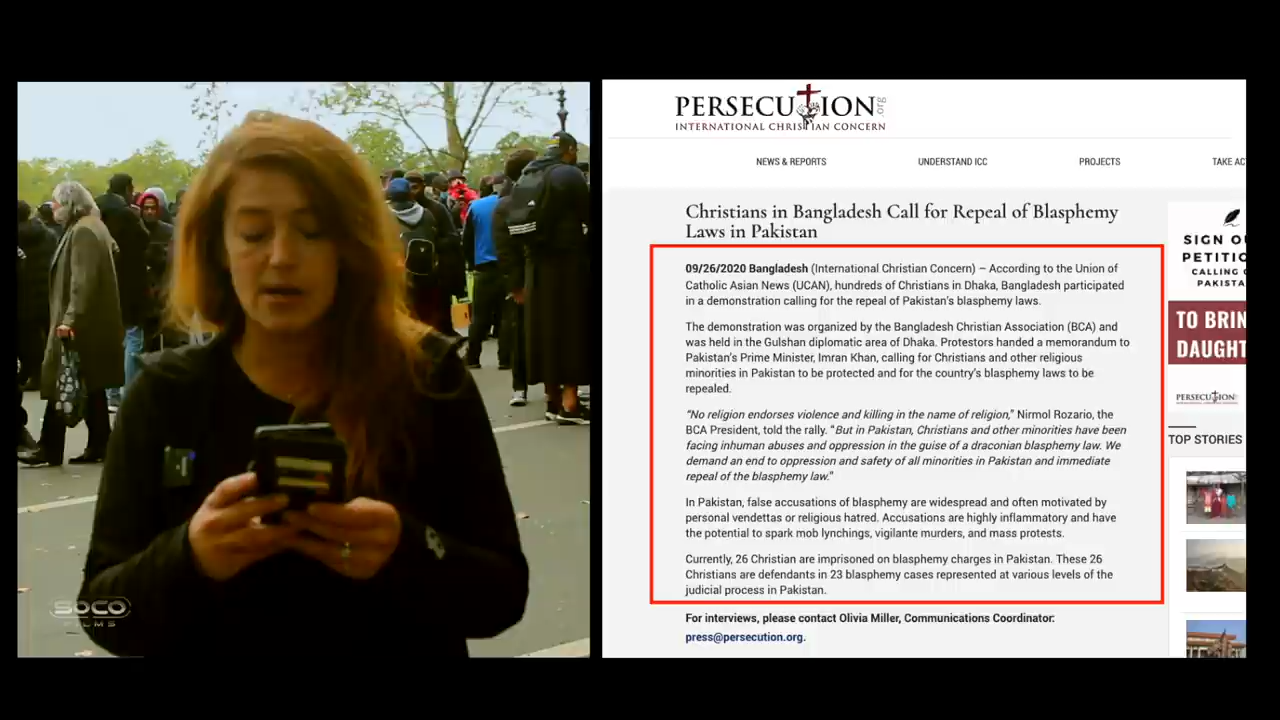 SOCO
FILMS
PERSECUTION.org
INTERNATIONAL CHRISTIAN CONCERN
NEWS & REPORTS UNDERSTAND ICC PROJECTS TAKE AC
Christians in Bangladesh Call for Repeal of Blasphemy
Laws in Pakistan
09/26/2020 Bangladesh (International Christian Concern) – According to the Union of
Catholic Asian News (UCAN), hundreds of Christians in Dhaka, Bangladesh participated
in a demonstration calling for the repeal of Pakistan's blasphemy laws.
The demonstration was organized by the Bangladesh Christian Association (BCA) and
was held in the Gulshan diplomatic area of Dhaka. Protestors handed a memorandum to
Pakistan's Prime Minister, Imran Khan, calling for Christians and other religious
minorities in Pakistan to be protected and for the country's blasphemy laws to be
repealed.
“No religion endorses violence and killing in the name of religion,” Nirmol Rozario, the
BCA President, told the rally. “But in Pakistan, Christians and other minorities have been
facing inhuman abuses and oppression in the guise of a draconian blasphemy law. We
demand an end to oppression and safety of all minorities in Pakistan and immediate
repeal of the blasphemy law.”
In Pakistan, false accusations of blasphemy are widespread and often motivated by
personal vendettas or religious hatred. Accusations are highly inflammatory and have
the potential to spark mob lynchings, vigilante murders, and mass protests.
Currently, 26 Christian are imprisoned on blasphemy charges in Pakistan. These 26
Christians are defendants in 23 blasphemy cases represented at various levels of the
judicial process in Pakistan.
For interviews, please contact Olivia Miller, Communications Coordinator:
press@persecution.org.
SIGN OU
PETITIO
CALLING O
PAKISTA
TO BRIN
DAUGHT
PERSECUTION
TOP STORIES